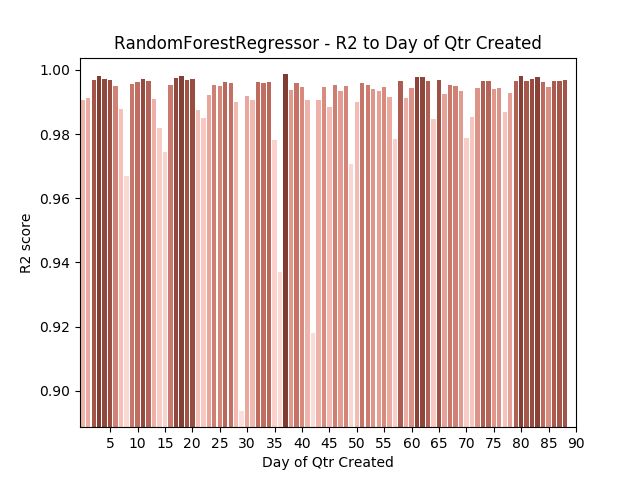 RandomForestRegressor - R2 to Day of Qtr Created
1.00
0.98
0.96
0.94
0.92
0.90
R2 score
5 10 15 20 25 30 35 40 45 50 55 60 65 70 75 80 85 90
Day of Qtr Created